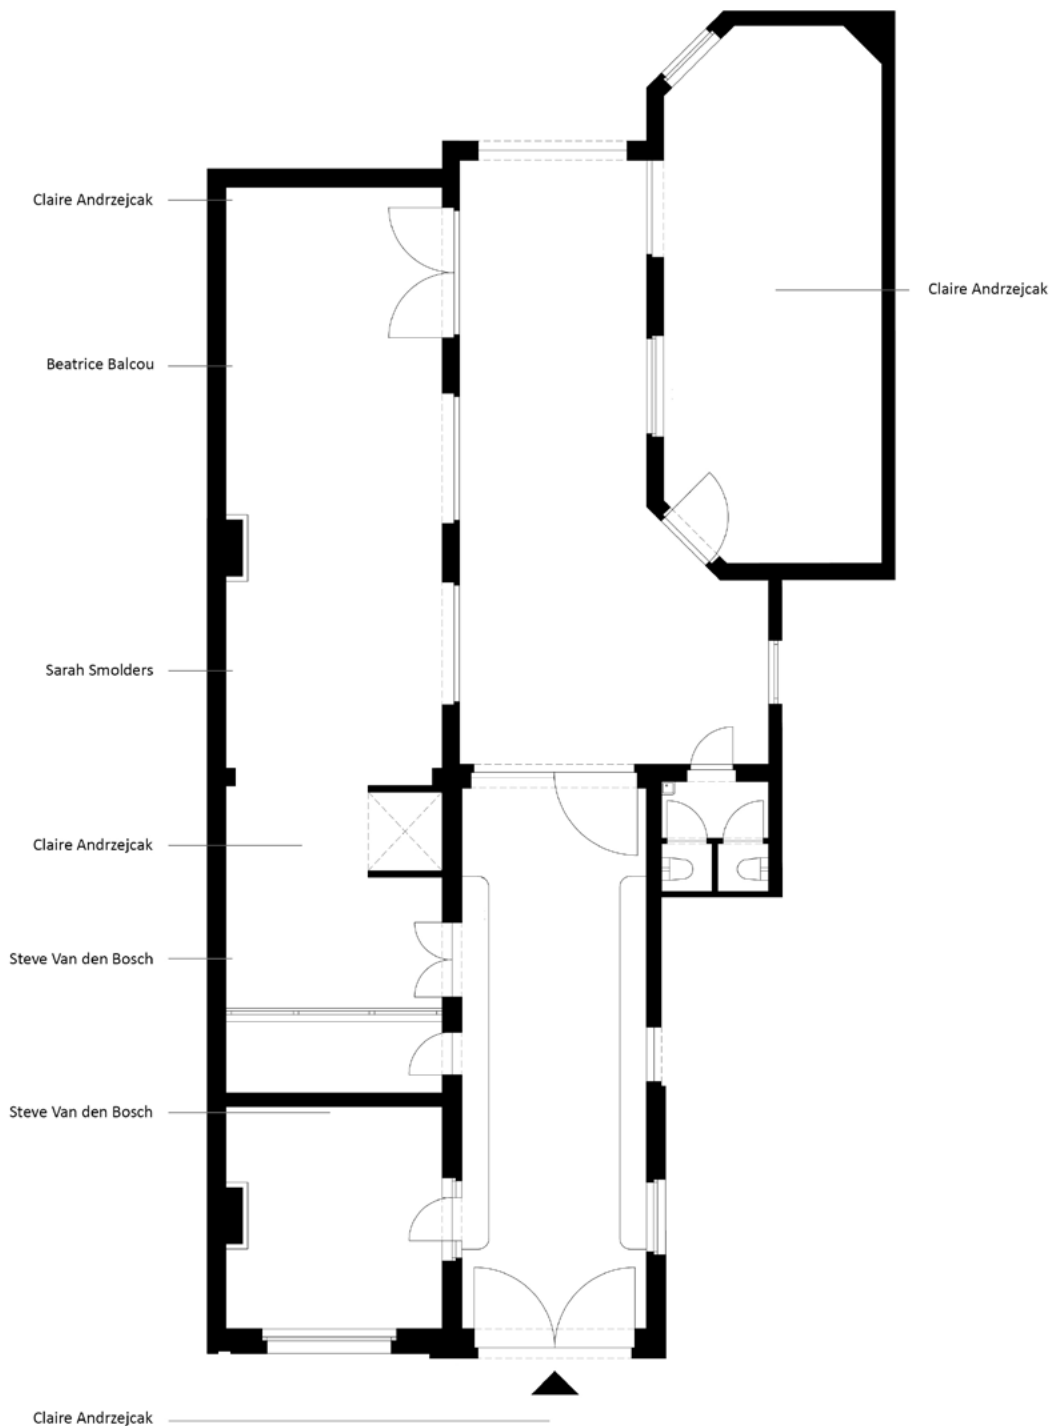 Claire Andrzejcak
Claire Andrzejcak
Beatrice Balcou
Sarah Smolders
Claire Andrzejcak
Steve Van den Bosch
Steve Van den Bosch
Claire Andrzejcak